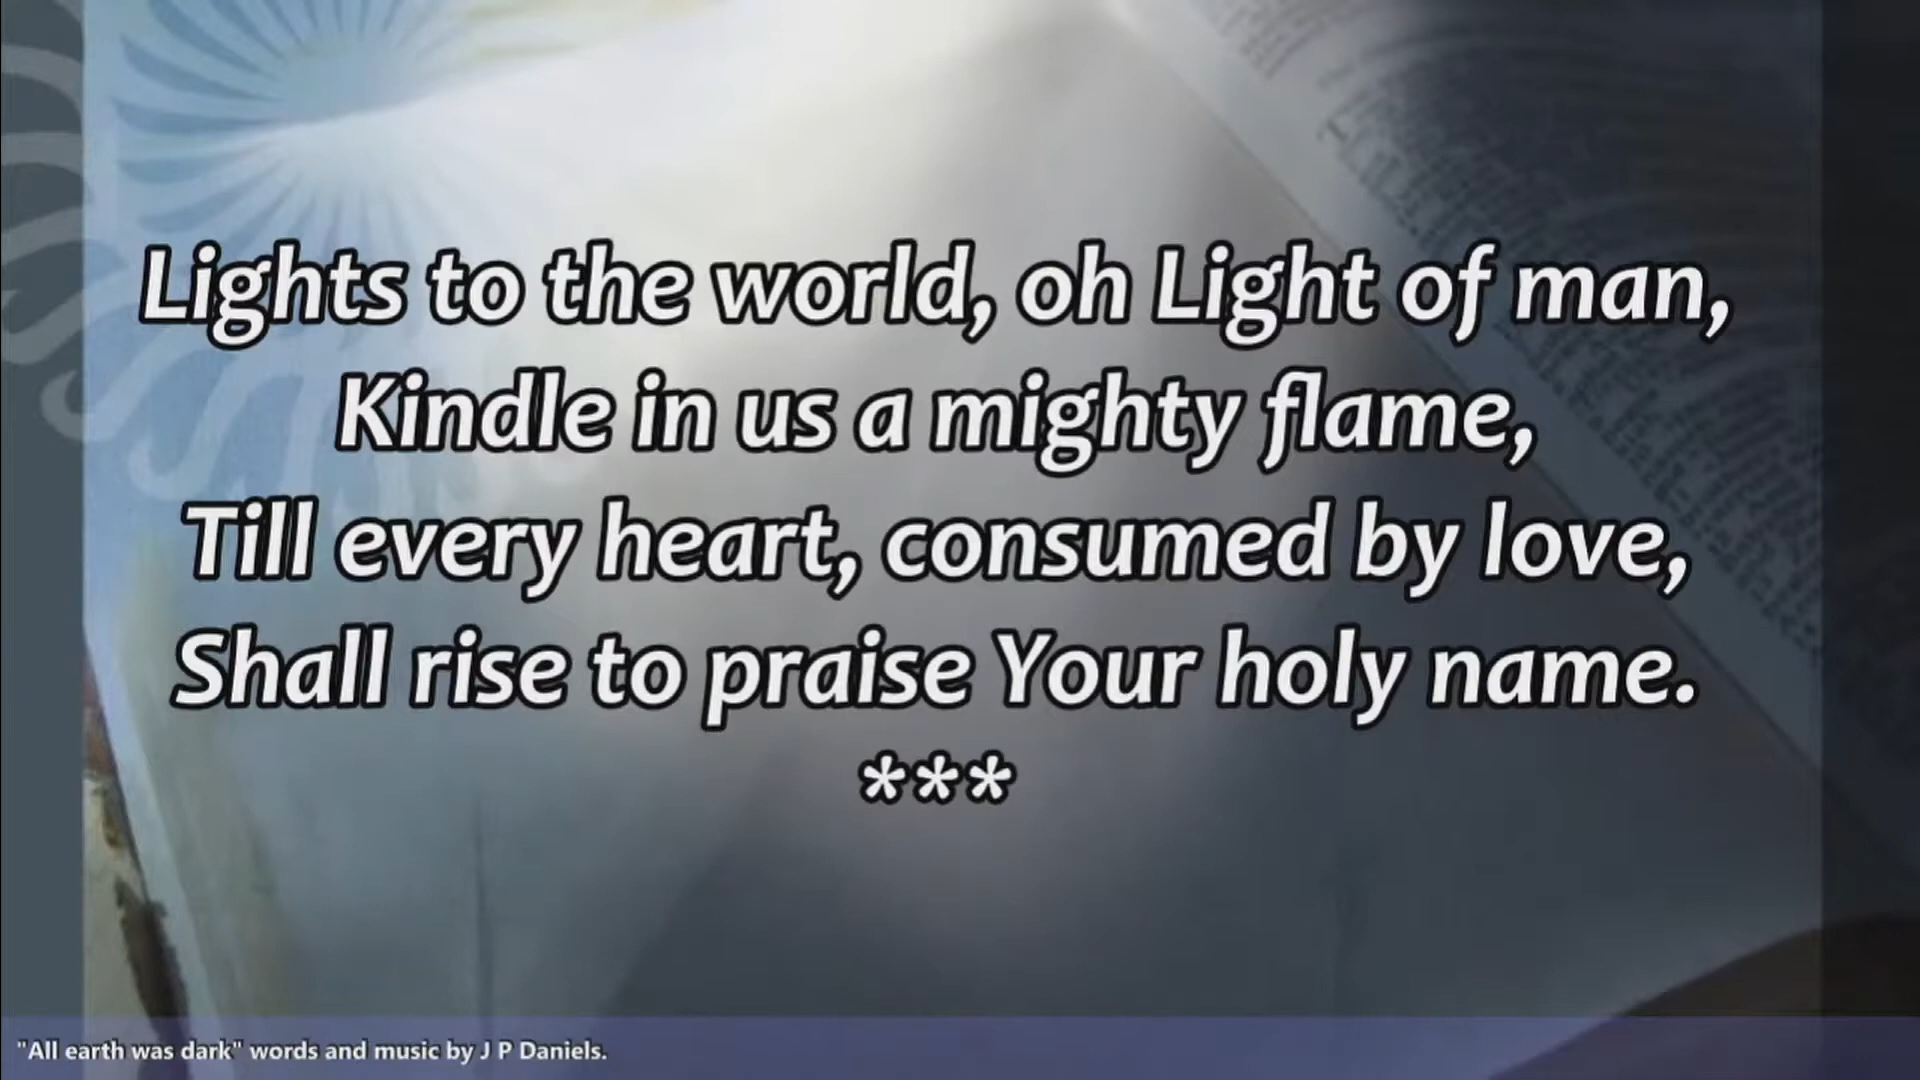 Lights to the world, oh Light of man,
Kindle in us a mighty flame,
Till every heart, consumed by love,
Shall rise to praise Your holy name.
***
"All earth was dark" words and music by J P Daniels.